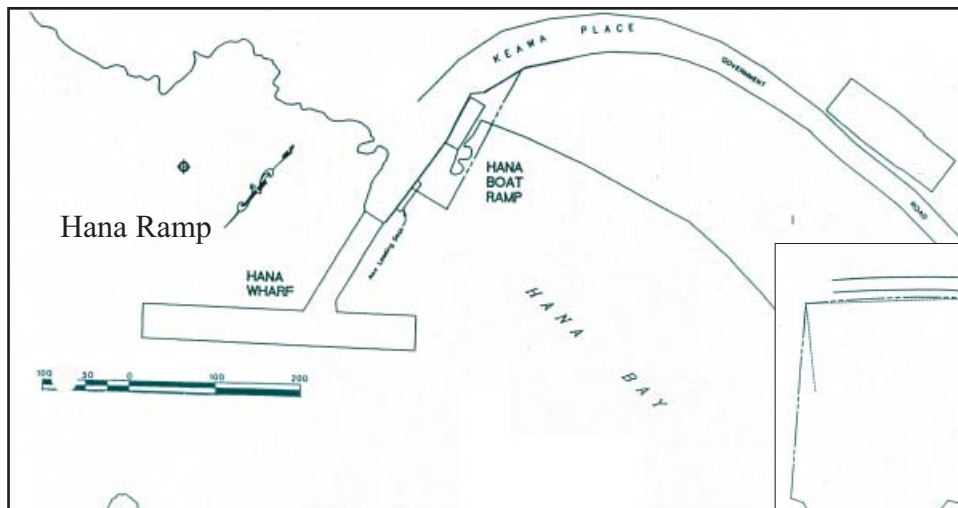 KEAWA PLACE
GOVERNMENT
ROAD
HANA
BOAT
RAMP
Hana Ramp
HANA
WHARF
HANA
BAY
100 50 0 100 200